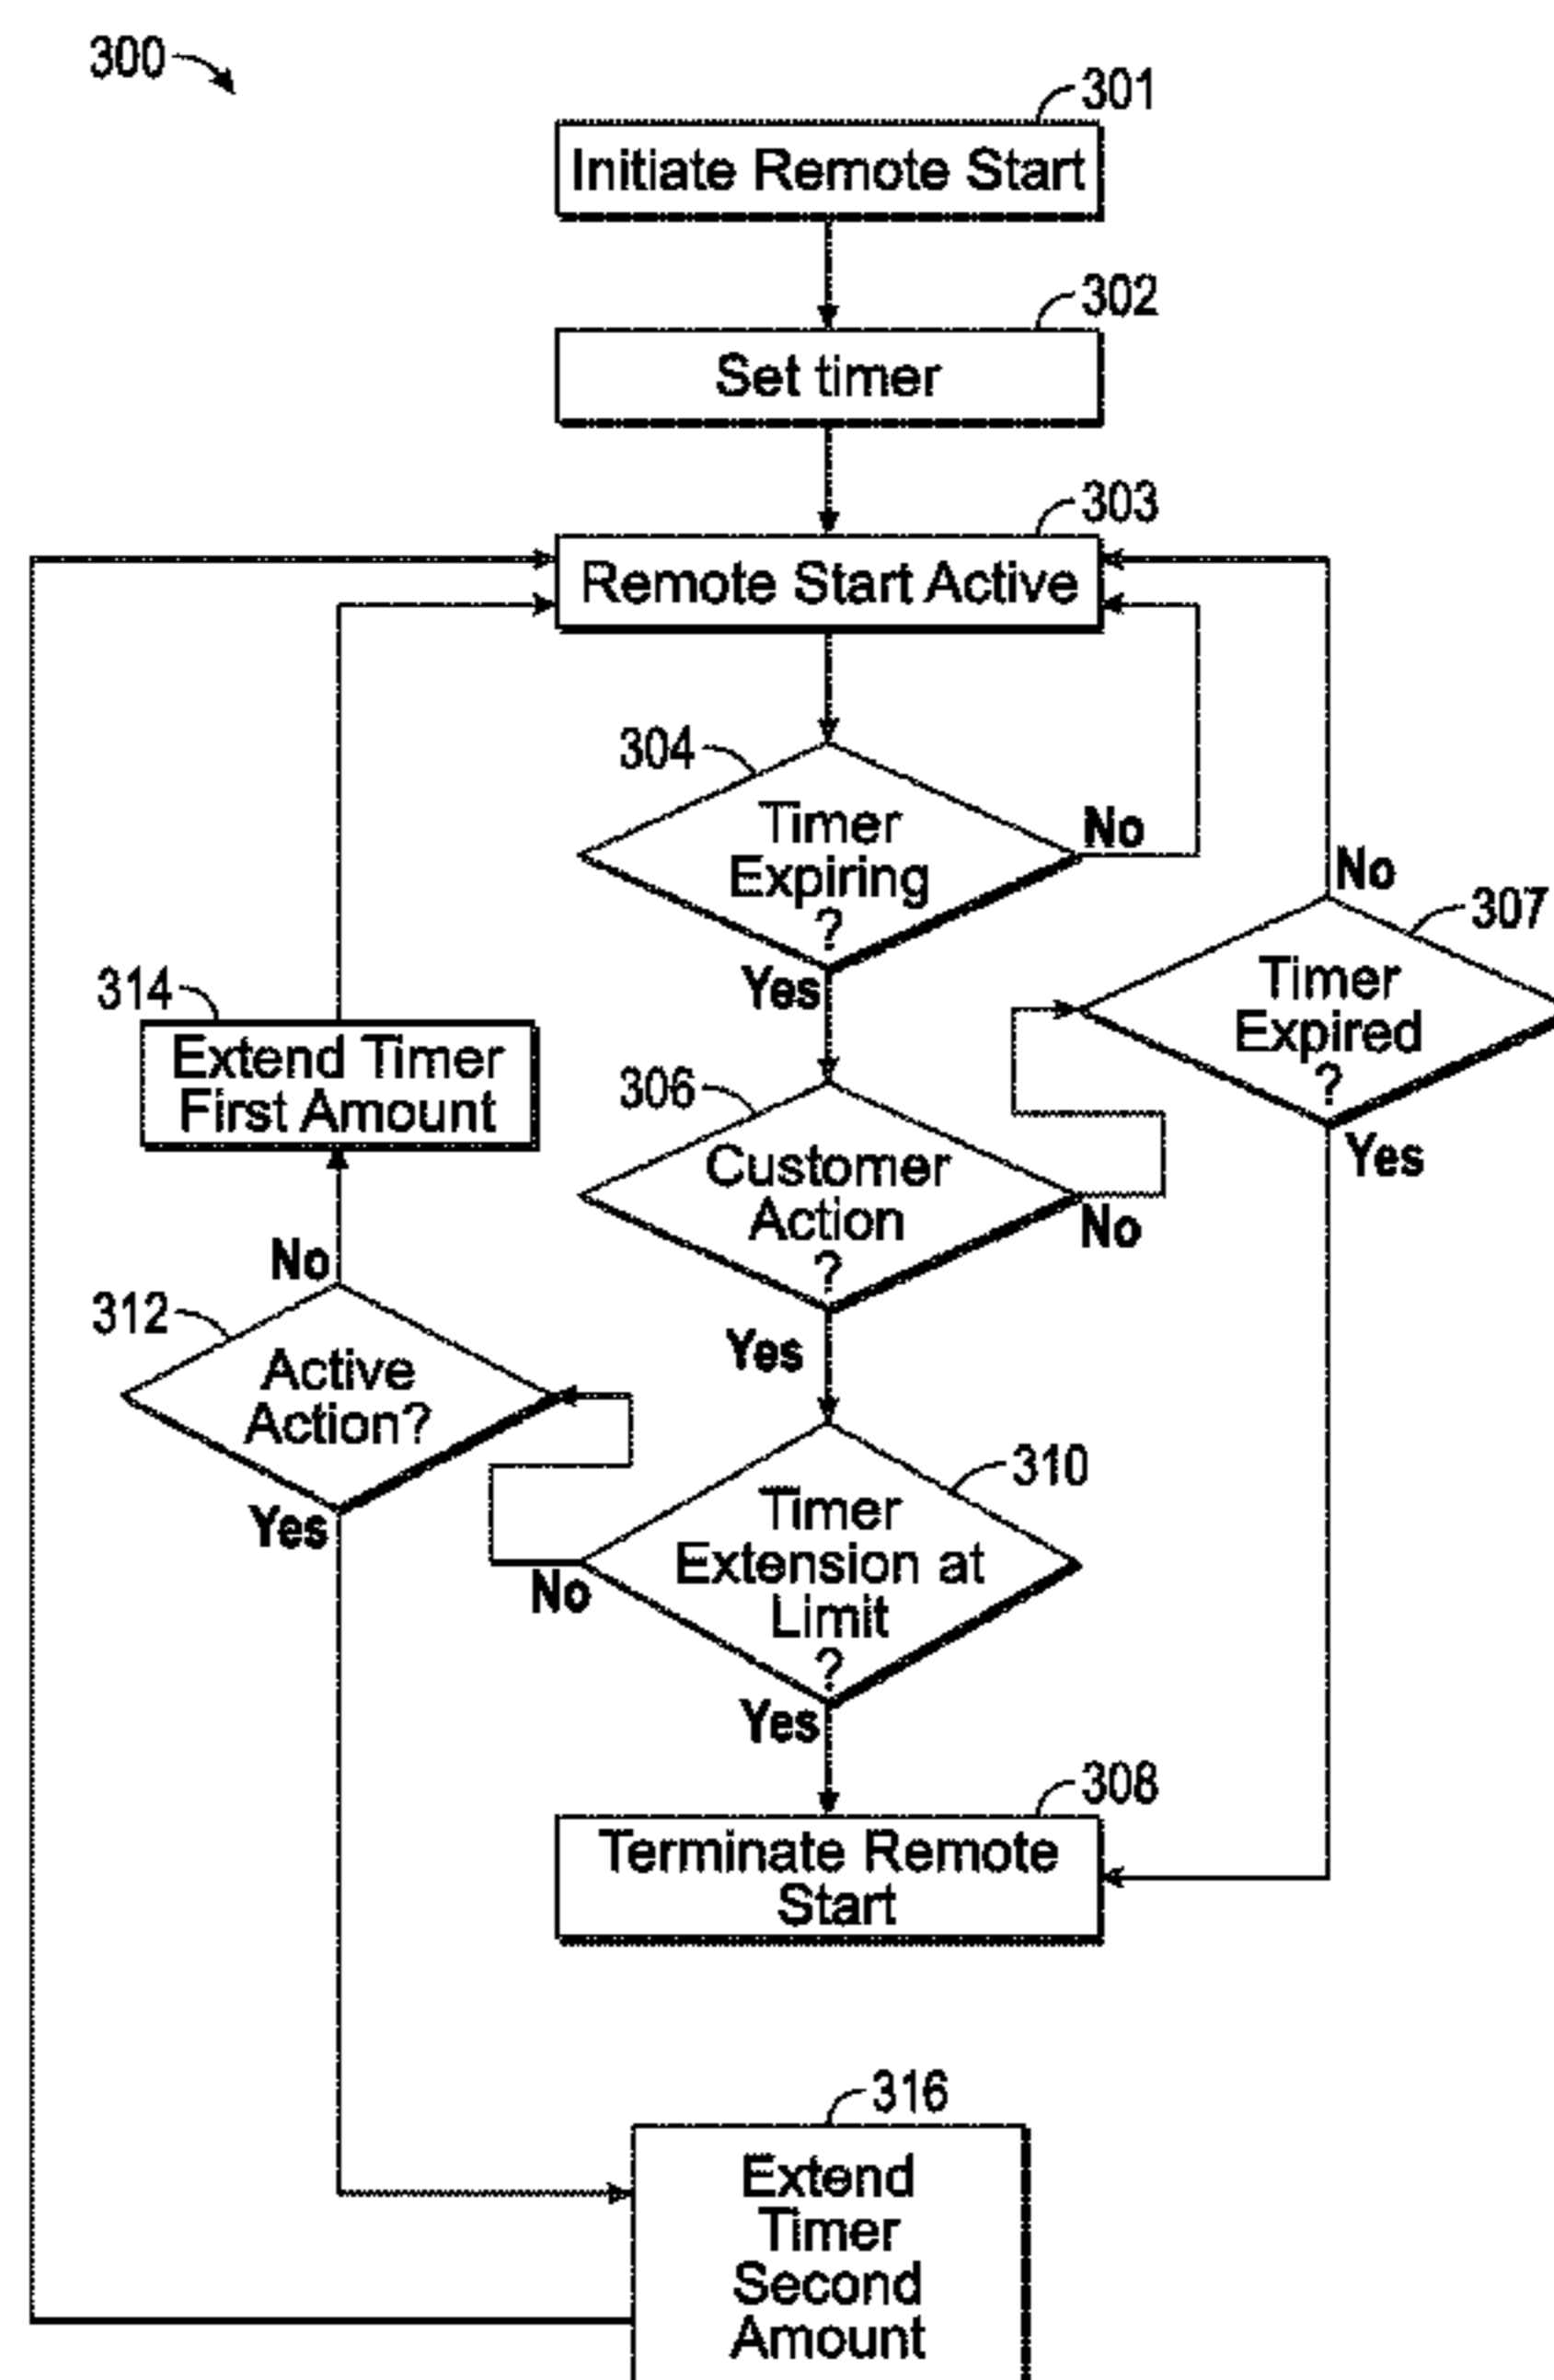 300
301
Initiate Remote Start
302
Set timer
303
Remote Start Active
304
Timer
Expiring
?
No
Yes
307
Timer
Expired
?
No
Yes
314
Extend Timer
First Amount
306
Customer
Action
?
No
Yes
312
Active
Action?
No
Yes
310
Timer
Extension at
Limit
?
No
Yes
308
Terminate Remote
Start
316
Extend
Timer
Second
Amount